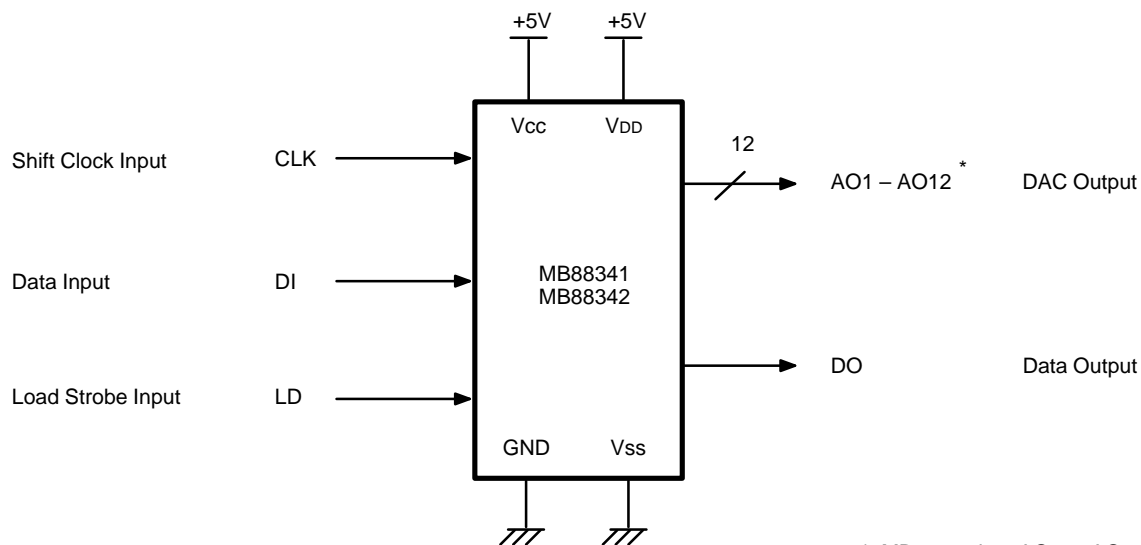 +5V +5V
Vcc VDD
Shift Clock Input CLK
12
AO1 – AO12 * DAC Output
MB88341
MB88342
Data Input DI
DO Data Output
Load Strobe Input LD
GND Vss